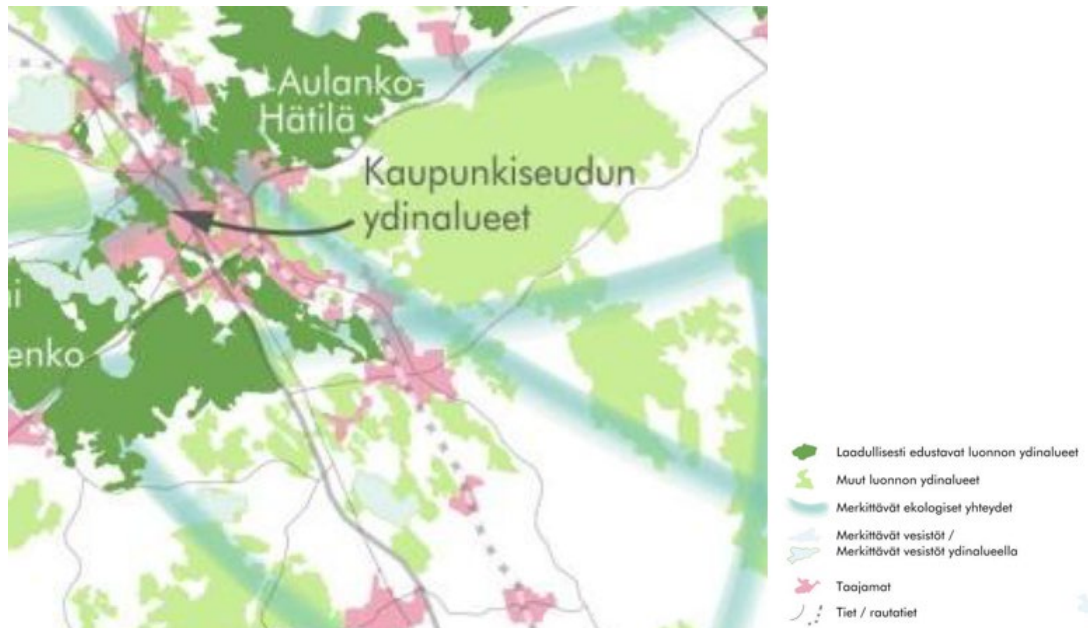 Aulanko-
Hätilä
Kaupunkiseudun
ydinalueet
ni
enko
Laadullisesti edustavat luonnon ydinalueet
Muut luonnon ydinalueet
Merkittävät ekologiset yhteydet
Merkittävät vesistöt /
Merkittävät vesistöt ydinalueella
Taajamat
Tiet / rautatiet